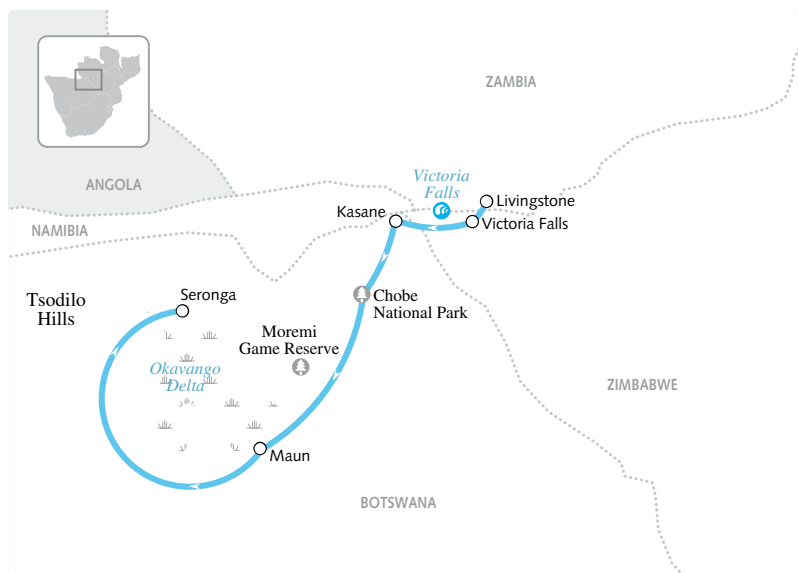 ZAMBIA
ANGOLA
Victoria
Falls
Livingstone
Kasane
Victoria Falls
NAMIBIA
Seronga
Chobe
National Park
Tsodilo
Hills
Moremi
Game Reserve
Okavango
Delta
ZIMBABWE
Maun
BOTSWANA